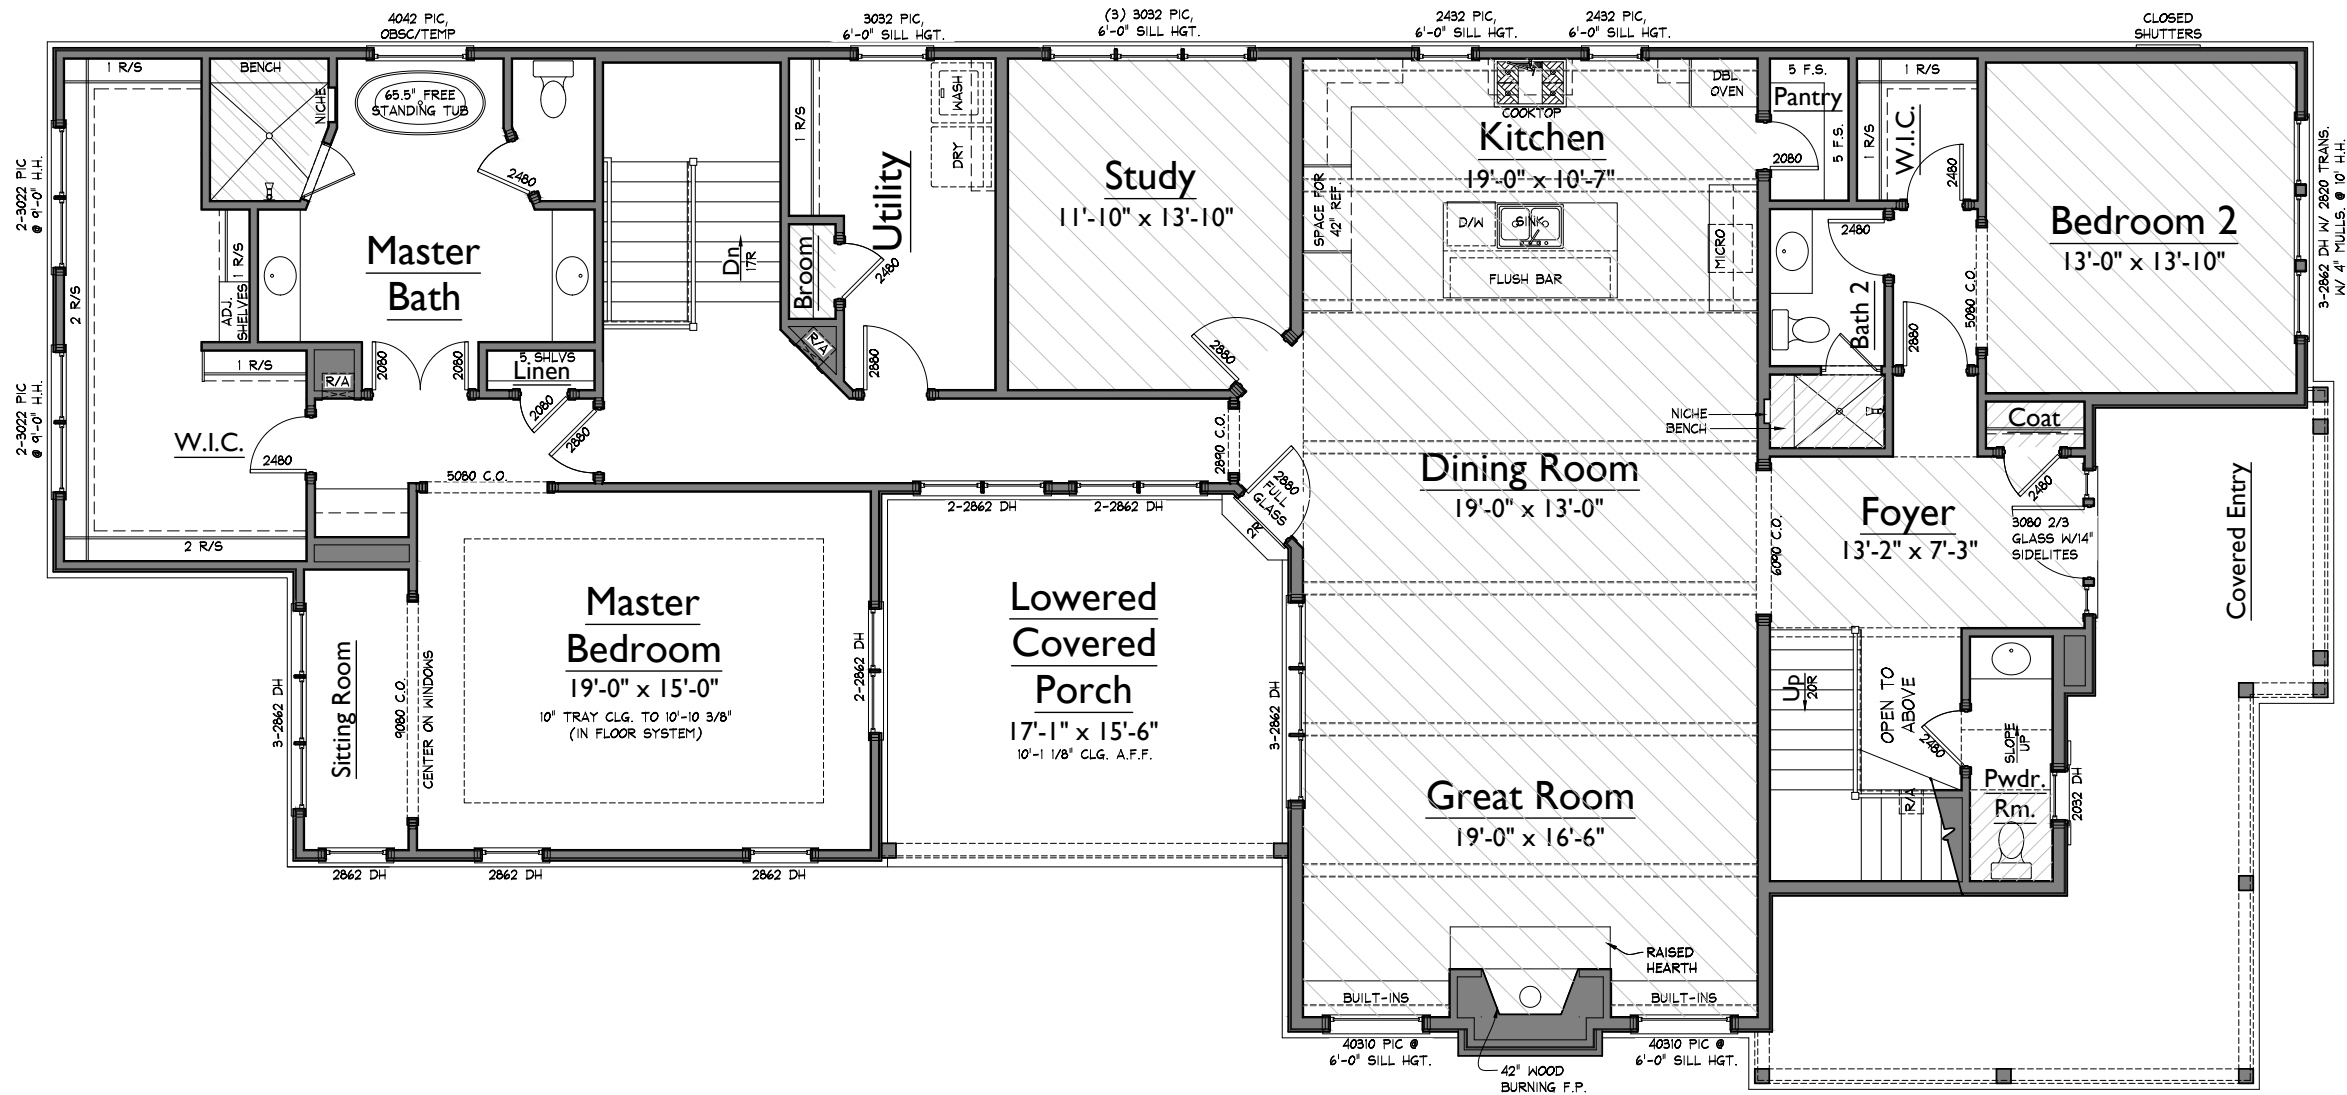 4042 PIC,
OBSC/TEMP
3032 PIC,
6'-0" SILL HGT.
(3) 3032 PIC,
6'-0" SILL HGT.
2432 PIC,
6'-0" SILL HGT.
2432 PIC,
6'-0" SILL HGT.
CLOSED
SHUTTERS
1 R/S
BENCH
NICHE
65.5" FREE
STANDING TUB
2480
2-3022 PIC
@ 9'-0" H.H.
2-3022 PIC
@ 9'-0" H.H.
2 R/S
1 R/S
ADJ.
SHELVES
1 R/S
Master
Bath
R/A
2080
2080
5 SHLVS
Linen
2080
2880
W.I.C.
2480
2 R/S
5080 C.O.
Dn
17R
1 R/S
WASH
DRY
Utility
Broom
2480
R/A
2880
Study
11'-10" x 13'-10"
2880
2890 C.O.
2880
FULL
GLASS
2R
COOKTOP
DBL.
OVEN
Kitchen
19'-0" x 10'-7"
SPACE FOR
42" REF.
D/W
SINK
FLUSH BAR
MICRO
5 F.S.
Pantry
5 F.S.
2080
1 R/S
1 R/S
W.I.C.
2480
Bedroom 2
13'-0" x 13'-10"
3-2862 DH W/ 2820 TRANS.
W/ 4" MULLS. @ 10' H.H.
2480
Bath 2
2880
5080 C.O.
NICHE
BENCH
Coat
2480
Dining Room
19'-0" x 13'-0"
6090 C.O.
Foyer
13'-2" x 7'-3"
3080 2/3
GLASS W/14"
SIDELITES
Covered Entry
Sitting Room
3-2862 DH
9080 C.O.
CENTER ON WINDOWS
Master
Bedroom
19'-0" x 15'-0"
10" TRAY CLG. TO 10'-10 3/8"
(IN FLOOR SYSTEM)
2-2862 DH
2-2862 DH
2-2862 DH
Lowered
Covered
Porch
17'-1" x 15'-6"
10'-1 1/8" CLG. A.F.F.
3-2862 DH
Great Room
19'-0" x 16'-6"
Up
20R
OPEN TO
ABOVE
2480
R/A
SLOPE
UP
Pwdr.
Rm.
2032 DH
2862 DH
2862 DH
2862 DH
RAISED
HEARTH
BUILT-INS
BUILT-INS
40310 PIC @
6'-0" SILL HGT.
40310 PIC @
6'-0" SILL HGT.
42" WOOD
BURNING F.P.